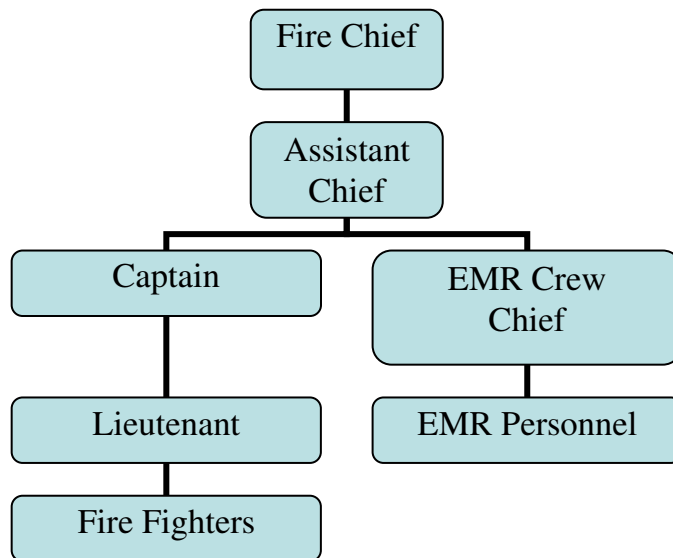 Fire Chief
Assistant
Chief
Captain
EMR Crew
Chief
Lieutenant
EMR Personnel
Fire Fighters